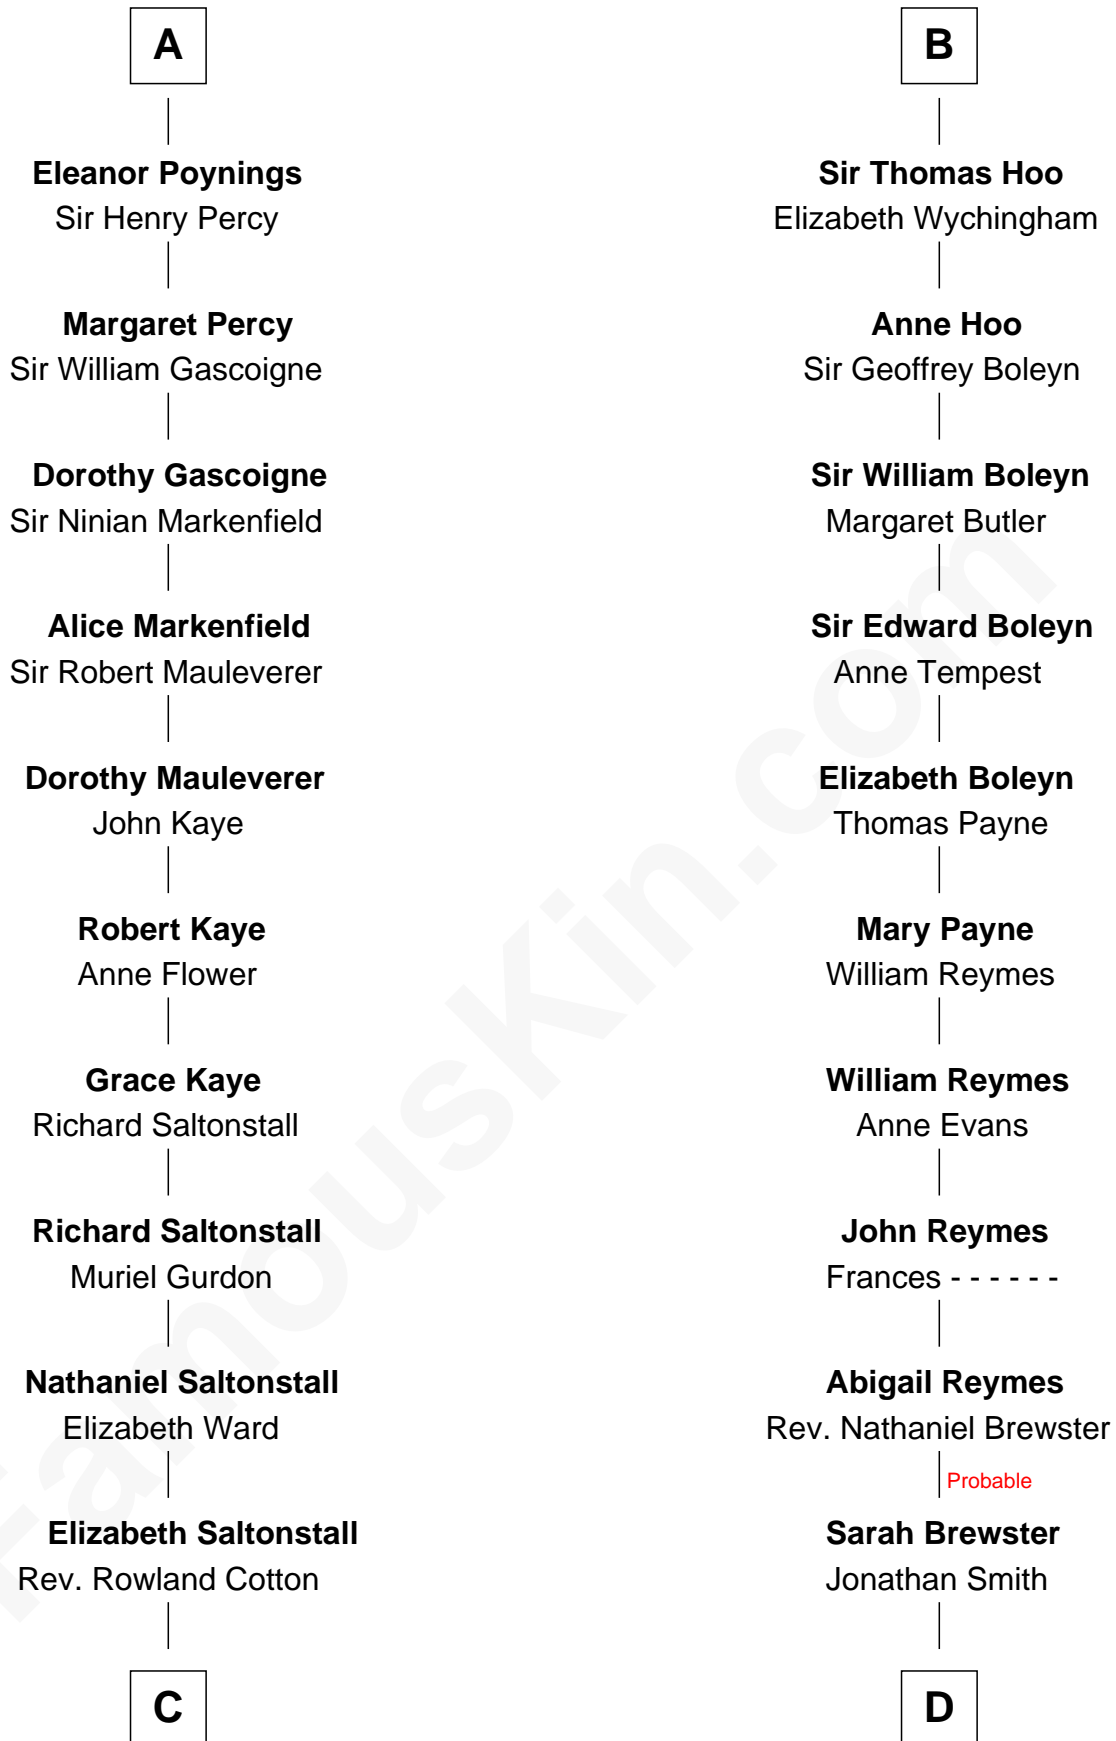 A
Eleanor Poynings
Sir Henry Percy
Margaret Percy
Sir William Gascoigne
Dorothy Gascoigne
Sir Ninian Markenfield
Alice Markenfield
Sir Robert Mauleverer
Dorothy Mauleverer
John Kaye
Robert Kaye
Anne Flower
Grace Kaye
Richard Saltonstall
Richard Saltonstall
Muriel Gurdon
Nathaniel Saltonstall
Elizabeth Ward
Elizabeth Saltonstall
Rev. Rowland Cotton
C
B
Sir Thomas Hoo
Elizabeth Wychingham
Anne Hoo
Sir Geoffrey Boleyn
Sir William Boleyn
Margaret Butler
Sir Edward Boleyn
Anne Tempest
Elizabeth Boleyn
Thomas Payne
Mary Payne
William Reymes
William Reymes
Anne Evans
John Reymes
Frances - - - - - -
Abigail Reymes
Rev. Nathaniel Brewster
Probable
Sarah Brewster
Jonathan Smith
D
FamousKin.com